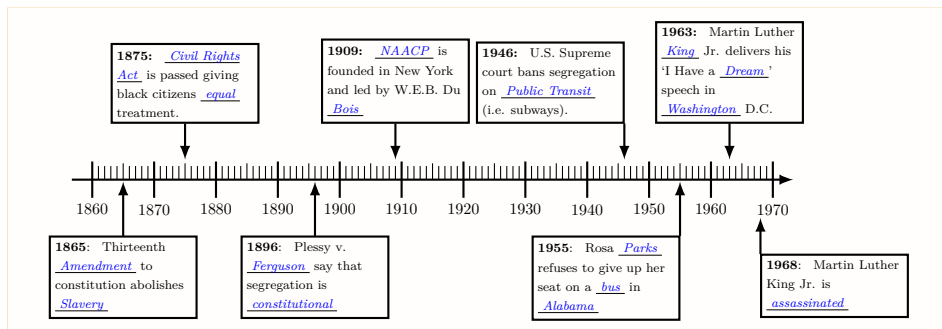 1875: Civil Rights
Act is passed giving
black citizens equal
treatment.
1909: NAACP is
founded in New York
and led by W.E.B. Du
Bois
1946: U.S. Supreme
court bans segregation
on Public Transit
(i.e. subways).
1963: Martin Luther
King Jr. delivers his
‘I Have a Dream’
speech in
Washington D.C.
1860 1870 1880 1890 1900 1910 1920 1930 1940 1950 1960 1970
1865: Thirteenth
Amendment to
constitution abolishes
Slavery
1896: Plessy v.
Ferguson say that
segregation is
constitutional
1955: Rosa Parks
refuses to give up her
seat on a bus in
Alabama
1968: Martin Luther
King Jr. is
assassinated